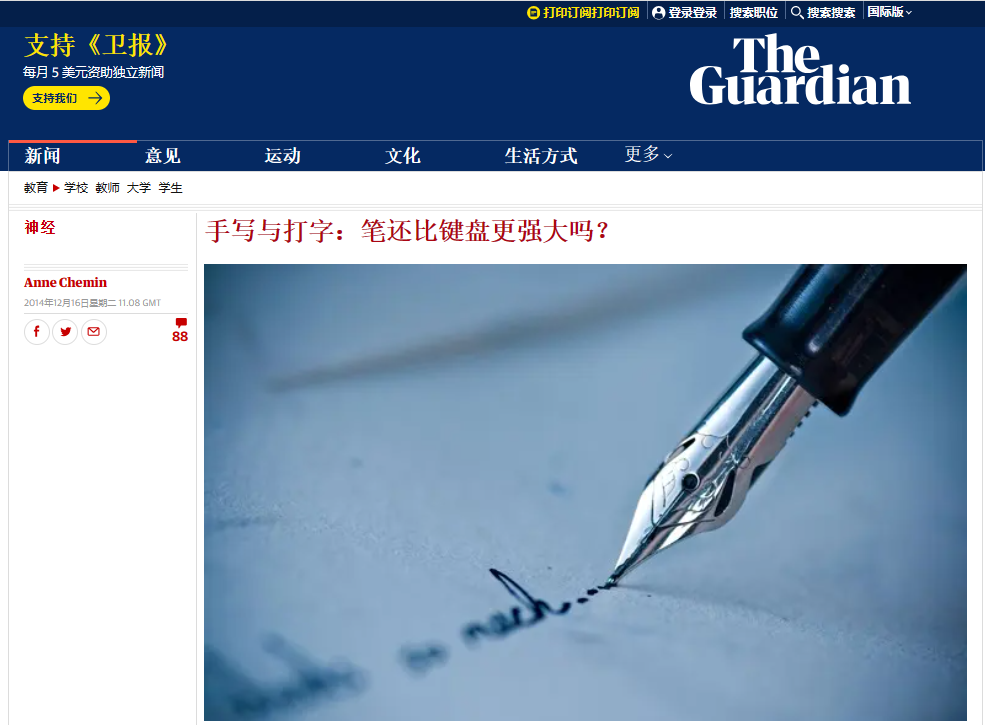 打印订阅打印订阅 登录登录 搜索职位 搜索搜索 国际版
支持《卫报》
每月 5 美元资助独立新闻
支持我们
The
Guardian
新闻 意见 运动 文化 生活方式 更多
教育 学校 教师 大学 学生
神经
手写与打字：笔还比键盘更强大吗？
Anne Chemin
2014年12月16日星期二 11.08 GMT
88